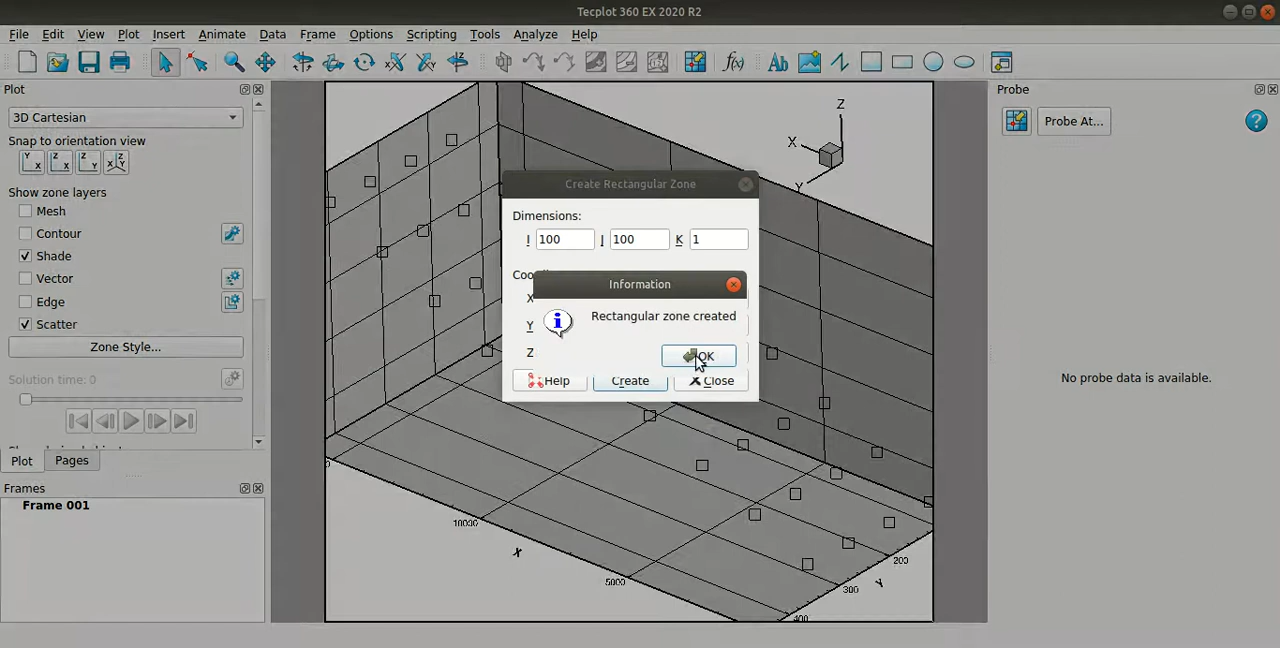 Tecplot 360 EX 2020 R2
File Edit View Plot Insert Animate Data Frame Options Scripting Tools Analyze Help
Plot
3D Cartesian
Snap to orientation view
Show zone layers
Mesh
Contour
Shade
Vector
Edge
Scatter
Zone Style...
Solution time: 0
Plot Pages
Frames
Frame 001
Z
X
Y
10000
X
5000
200
Y
300
400
Create Rectangular Zone
Dimensions:
I 100 J 100 K 1
X
Y
Z
Help Create Close
Information
Rectangular zone created
OK
Probe
Probe At...
No probe data is available.